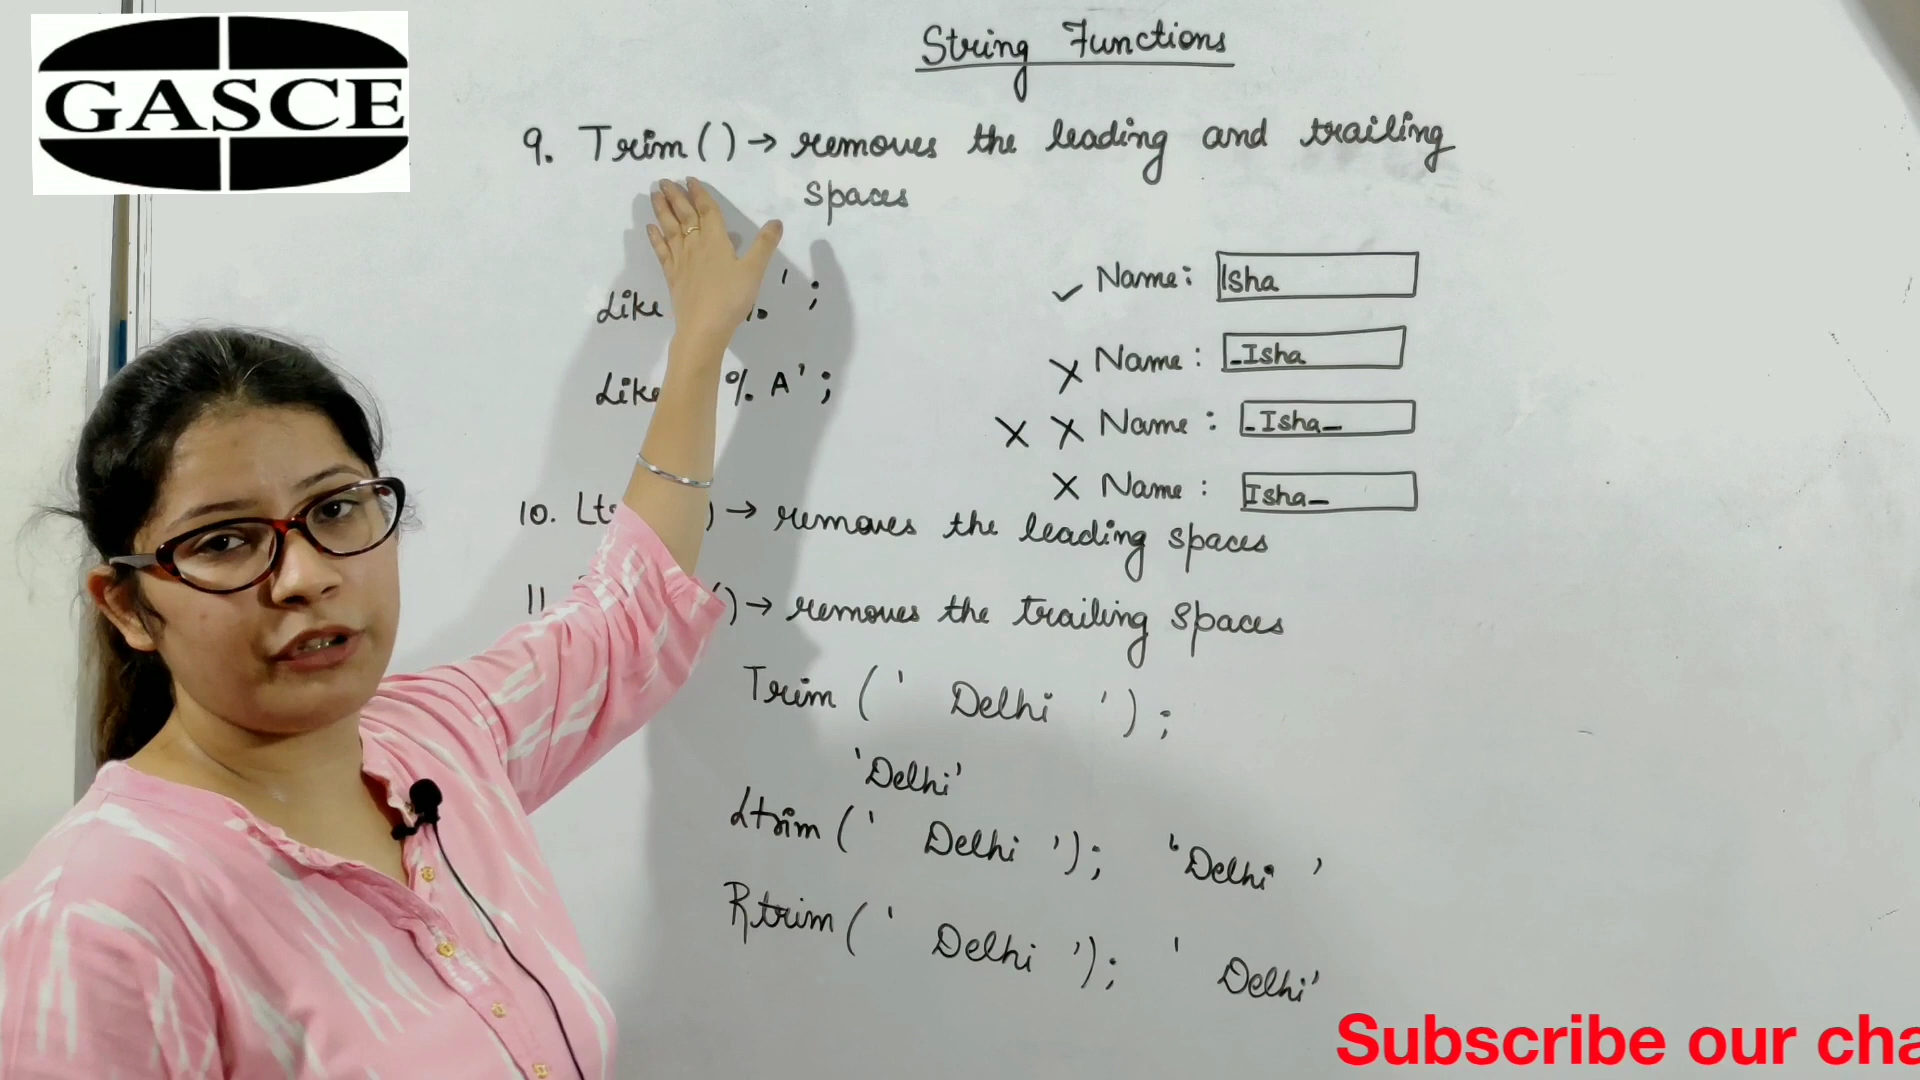 GASCE
String Functions
9. Trim() → removes the leading and trailing
spaces
Like ';
Like %A';
✓ Name: Isha
X Name: _Isha
X X Name: _Isha_
X Name: Isha_
10. ) → removes the leading spaces
11 ) → removes the trailing spaces
Trim (' Delhi ');
'Delhi'
Ltrim (' Delhi '); 'Delhi '
Rtrim (' Delhi '); ' Delhi'
Subscribe our